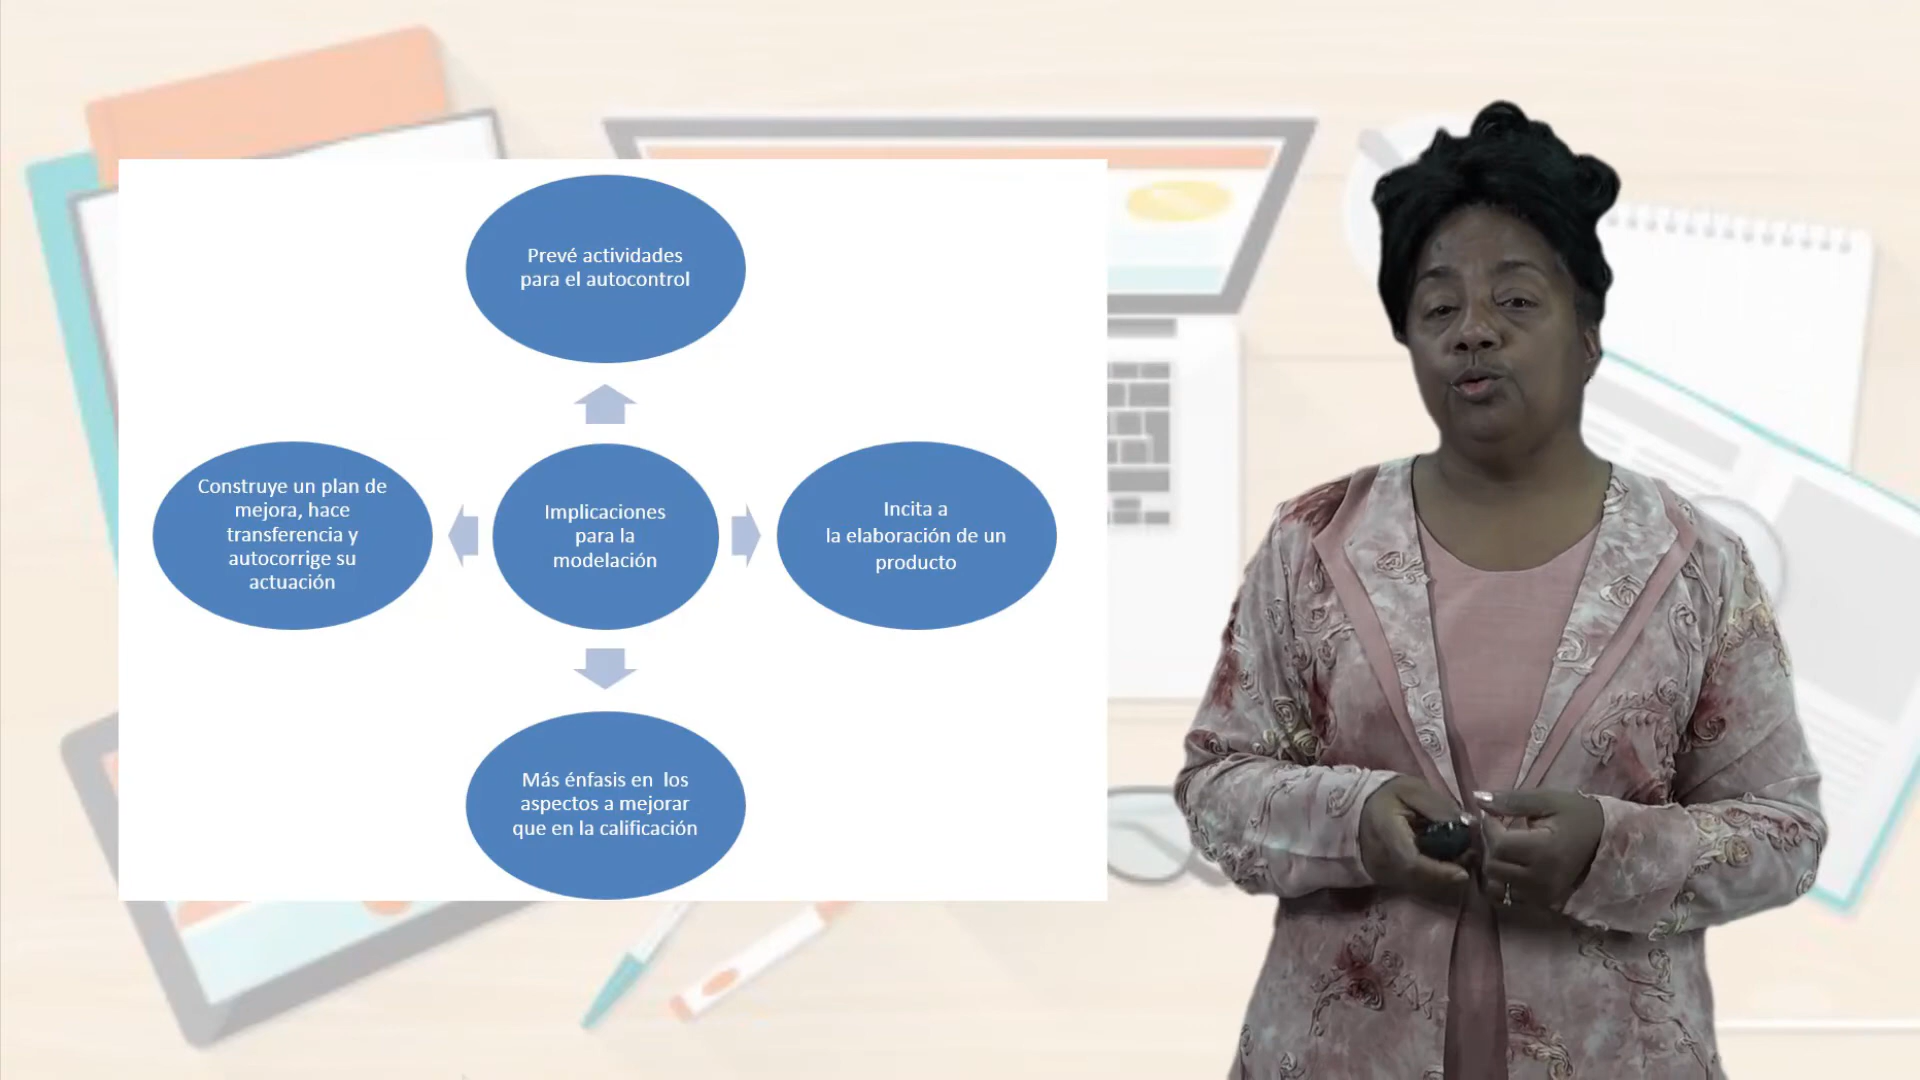 Prevé actividades
para el autocontrol
Construye un plan de
mejora, hace
transferencia y
autocorrige su
actuación
Implicaciones
para la
modelación
Incita a
la elaboración de un
producto
Más énfasis en  los
aspectos a mejorar
que en la calificación